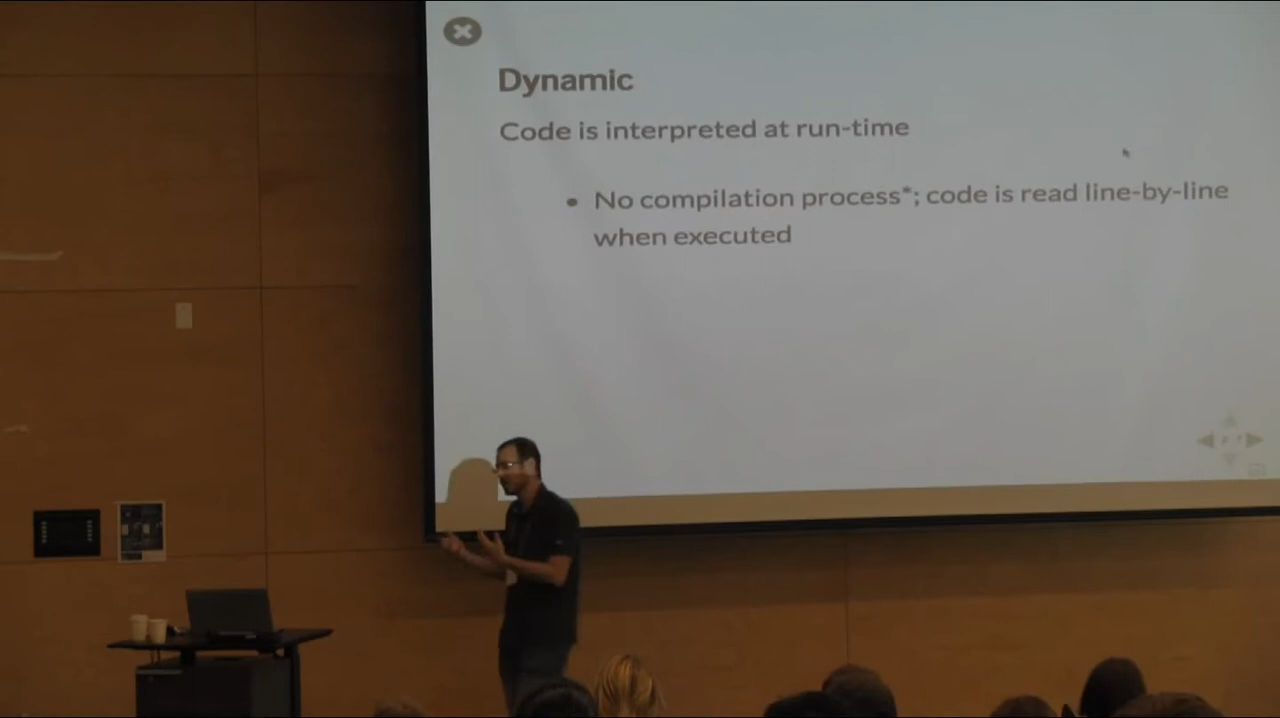 Dynamic
Code is interpreted at run-time
• No compilation process*; code is read line-by-line
when executed